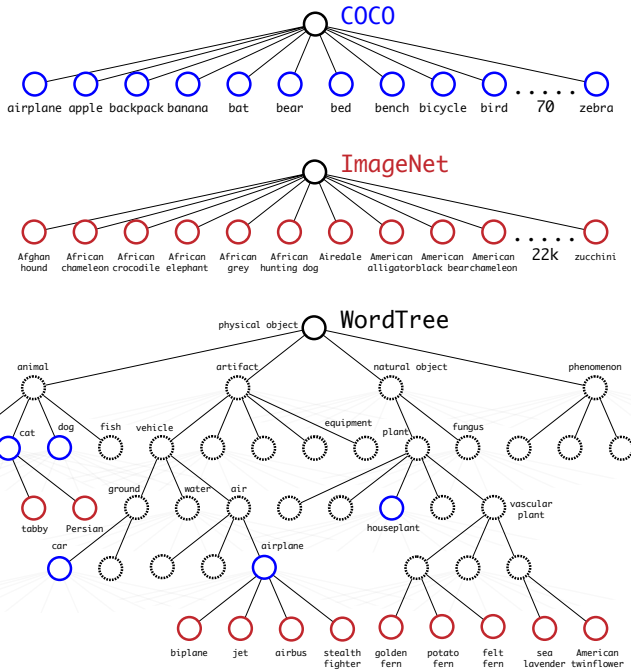 COCO
airplane apple backpack banana bat bear bed bench bicycle bird ..... 70 zebra
ImageNet
Afghan hound
African chameleon
African crocodile
African elephant
African grey
African hunting dog
Airedale
American alligator
American black bear
American chameleon
..... 22k
zucchini
WordTree
physical object
animal artifact natural object phenomenon
cat dog fish vehicle equipment plant fungus
tabby Persian ground water air houseplant vascular plant
car airplane
biplane jet airbus stealth fighter golden fern potato fern felt fern sea lavender American twinflower